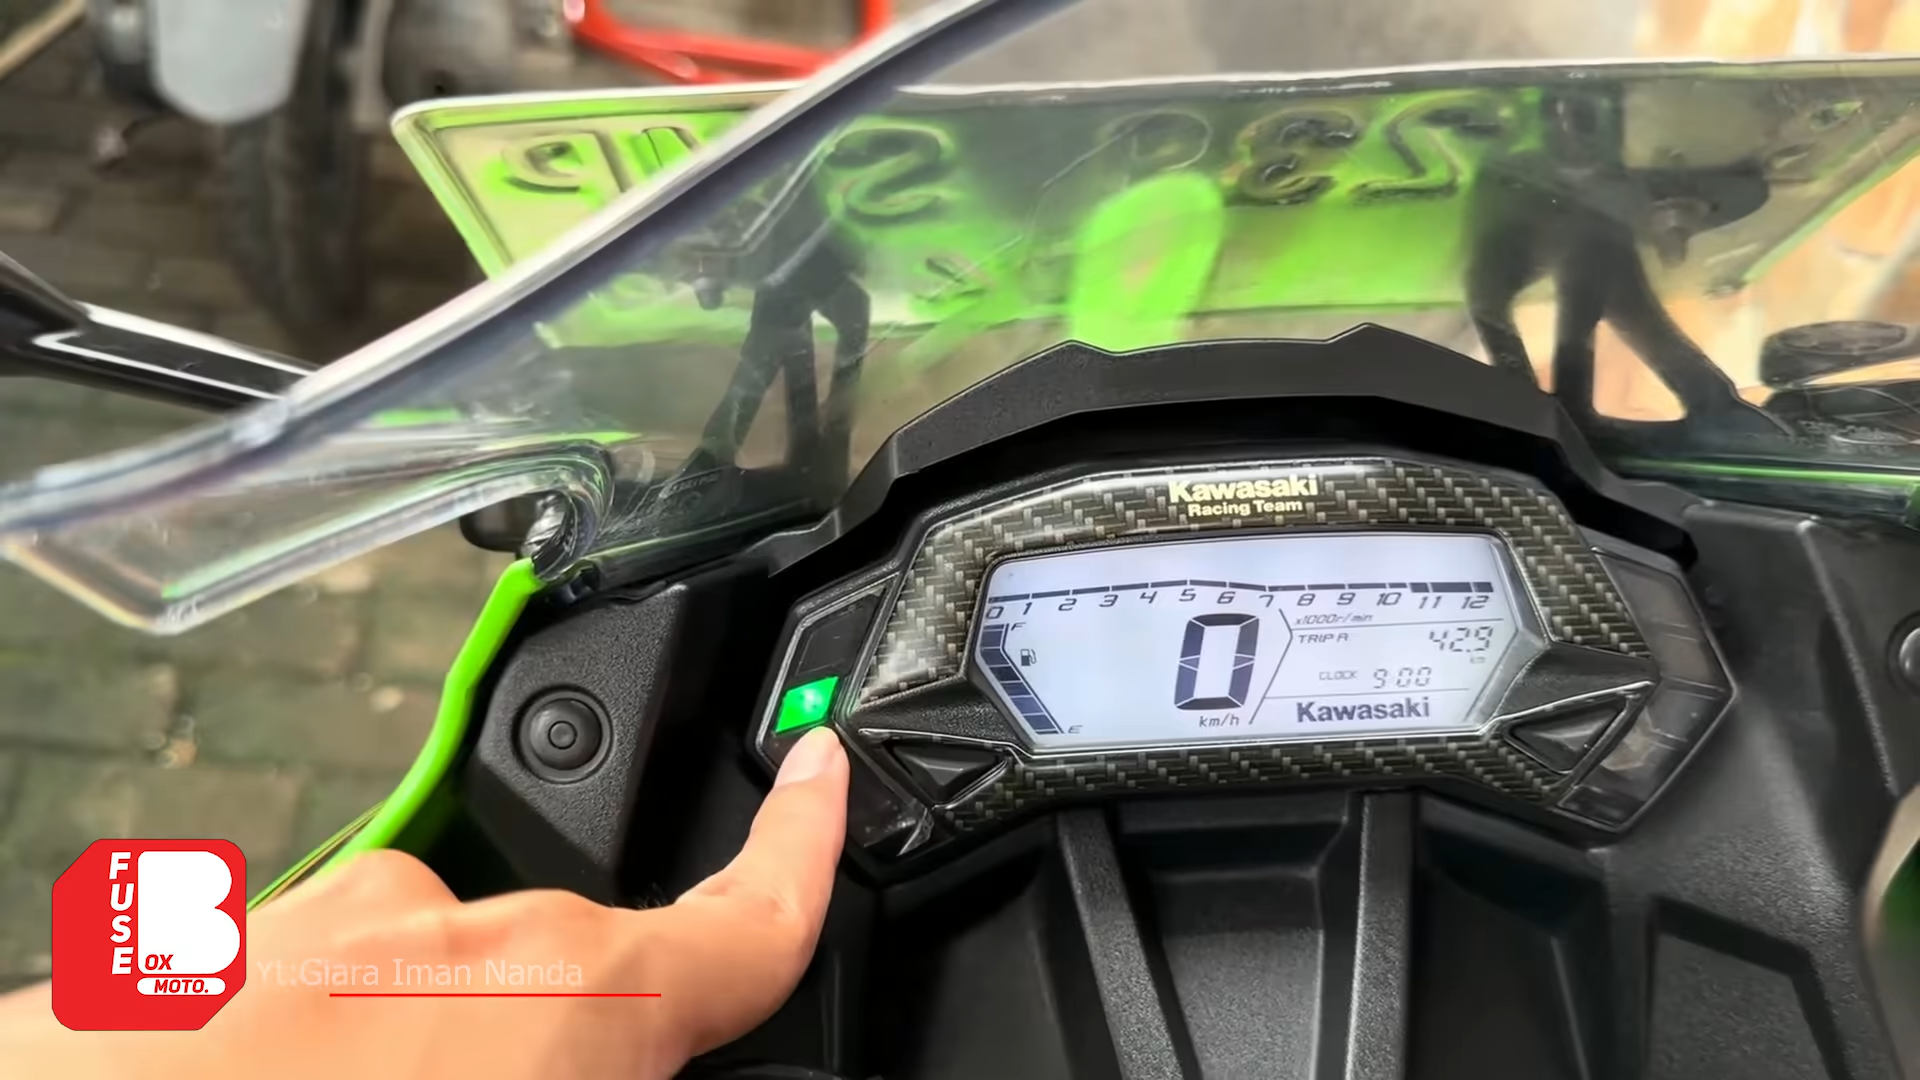 Kawasaki
Racing Team
0 1 2 3 4 5 6 7 8 9 10 11 12
x1000r/min
F
TRIP A 42.9
km
0
CLOCK 9:00
km/h
Kawasaki
E
FUSE
B
OX
MOTO.
Yt:Giara Iman Nanda